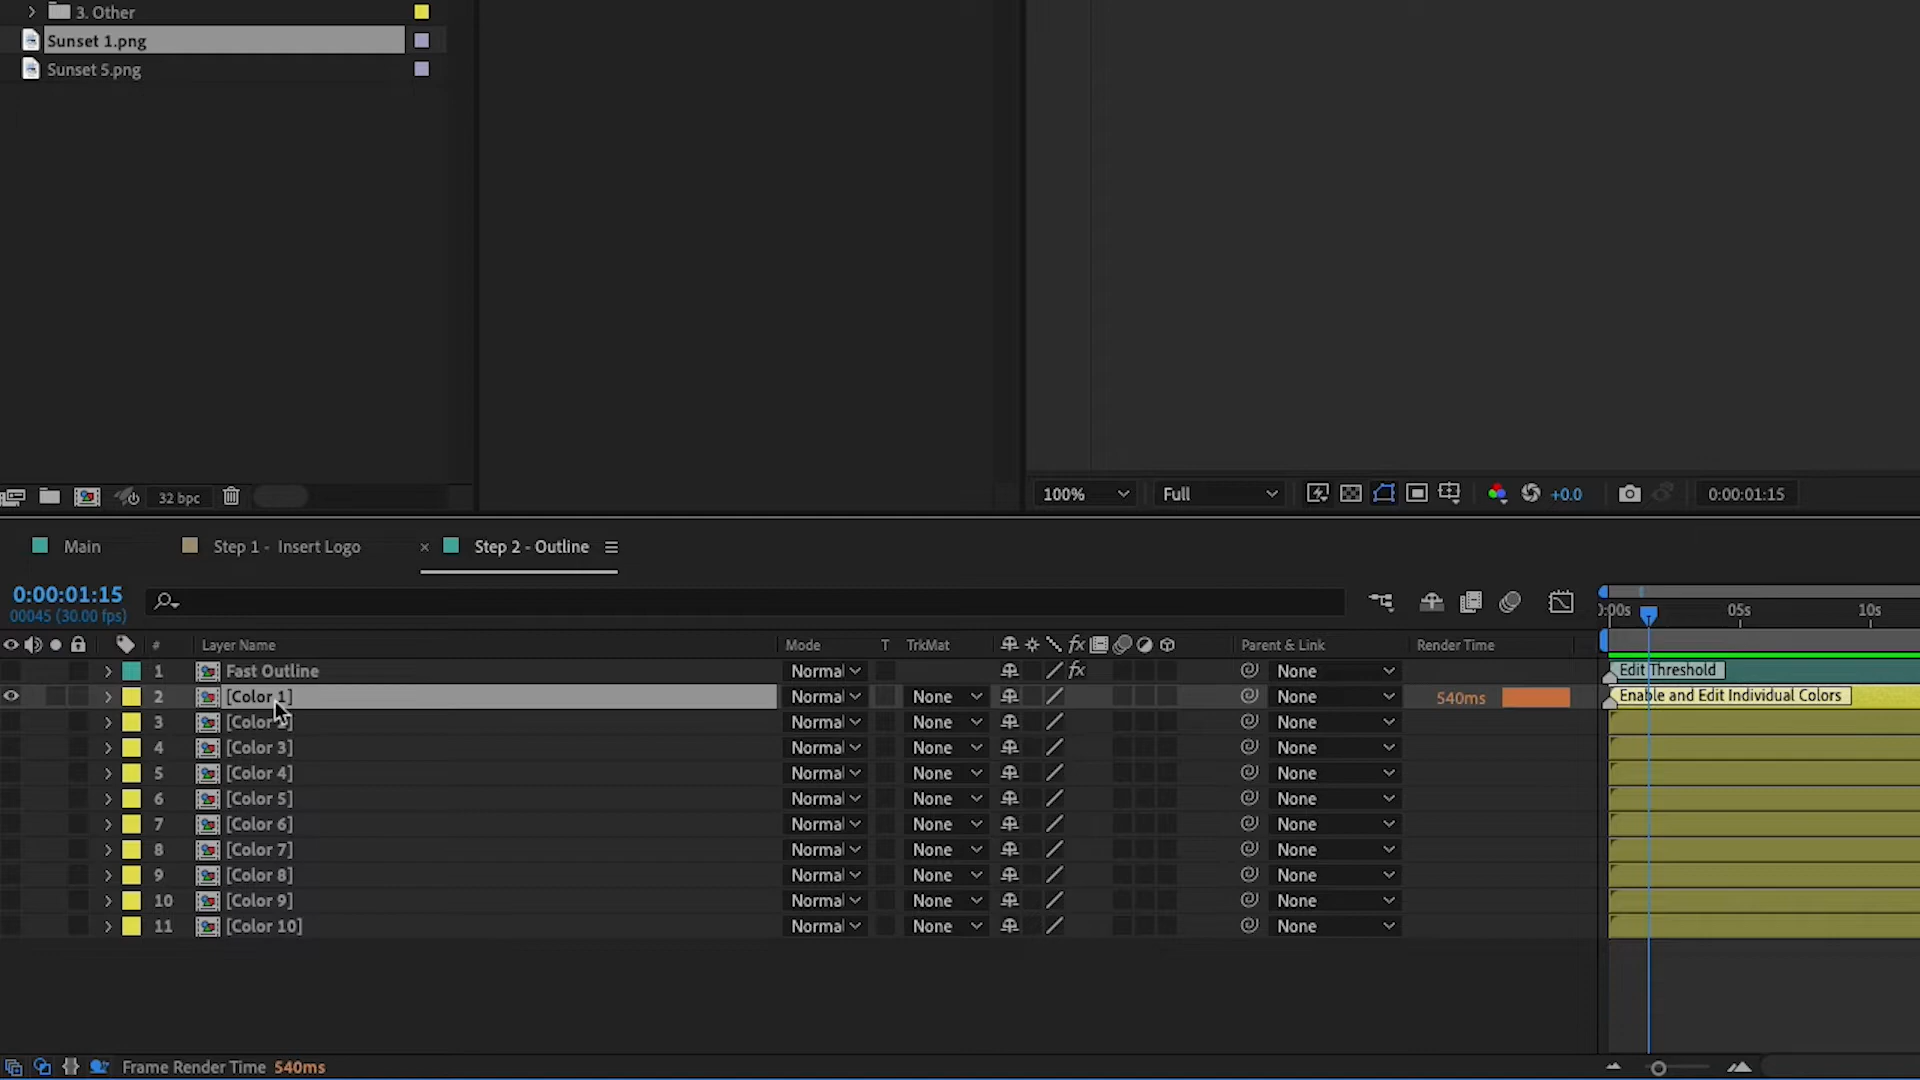 3. Other
Sunset 1.png
Sunset 5.png
32 bpc
100% Full +0.0 0:00:01:15
Main Step 1 - Insert Logo × Step 2 - Outline
0:00:01:15
00045 (30.00 fps)
0:00s 05s 10s
# Layer Name Mode T TrkMat fx Parent & Link Render Time
1 Fast Outline Normal fx None Edit Threshold
2 [Color 1] Normal None None 540ms Enable and Edit Individual Colors
3 [Color 2] Normal None None
4 [Color 3] Normal None None
5 [Color 4] Normal None None
6 [Color 5] Normal None None
7 [Color 6] Normal None None
8 [Color 7] Normal None None
9 [Color 8] Normal None None
10 [Color 9] Normal None None
11 [Color 10] Normal None None
Frame Render Time 540ms